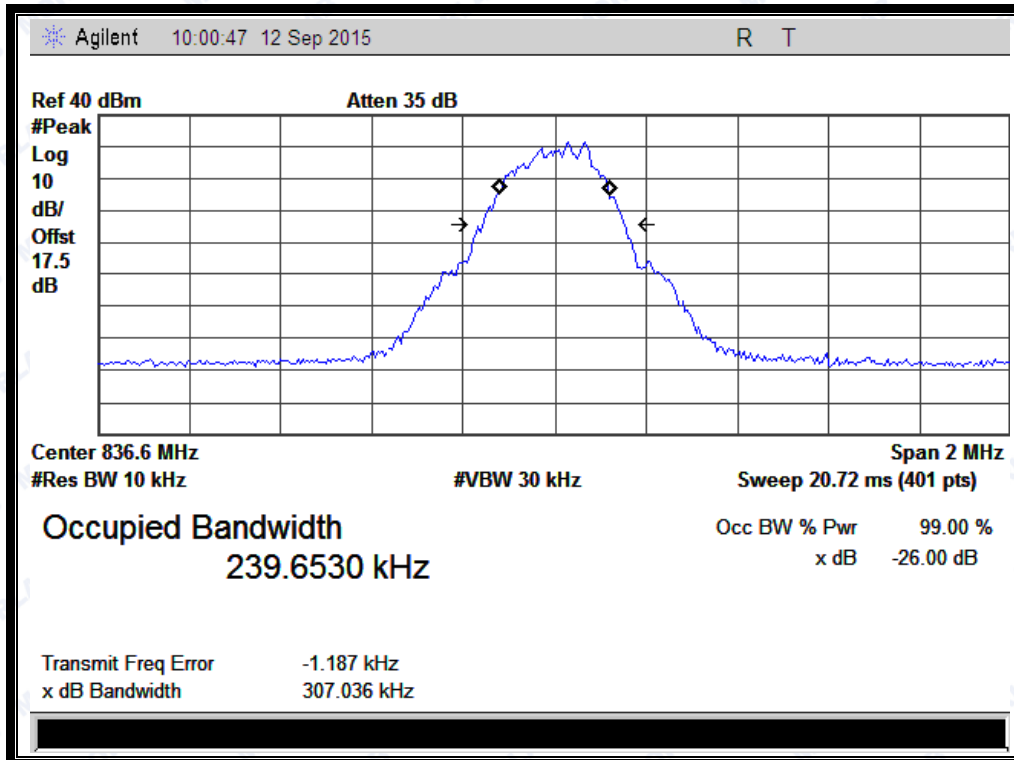 Agilent 10:00:47 12 Sep 2015 R T
Ref 40 dBm Atten 35 dB
#Peak
Log
10
dB/
Offst
17.5
dB
Center 836.6 MHz Span 2 MHz
#Res BW 10 kHz #VBW 30 kHz Sweep 20.72 ms (401 pts)
Occupied Bandwidth Occ BW % Pwr 99.00 %
239.6530 kHz x dB -26.00 dB
Transmit Freq Error -1.187 kHz
x dB Bandwidth 307.036 kHz